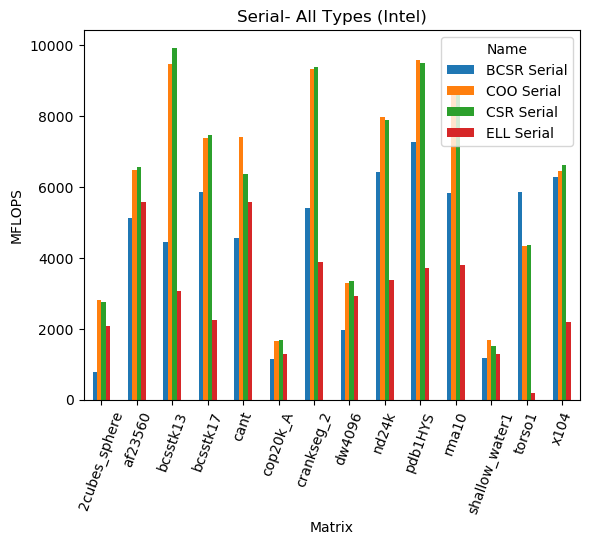 Serial- All Types (Intel)
Name
BCSR Serial
COO Serial
CSR Serial
ELL Serial
MFLOPS
10000
8000
6000
4000
2000
0
2cubes_sphere
af23560
bcsstk13
bcsstk17
cant
cop20k_A
crankseg_2
dw4096
nd24k
pdb1HYS
rma10
shallow_water1
torso1
x104
Matrix